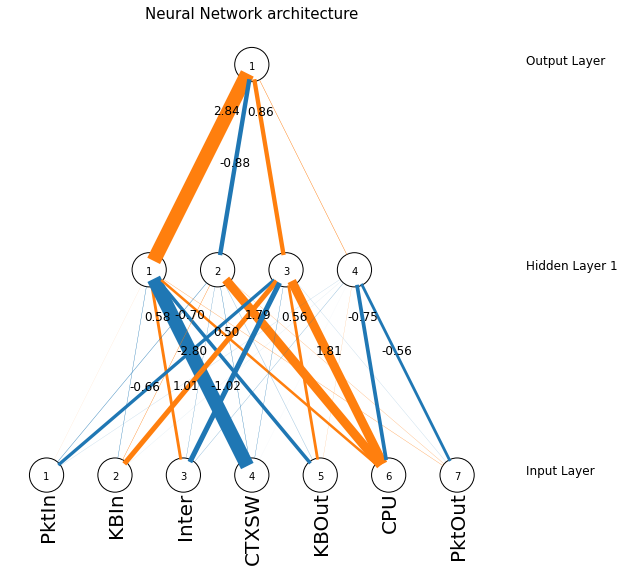 Neural Network architecture
1
Output Layer
2.84
0.86
-0.88
1
2
3
4
Hidden Layer 1
0.58
-0.70
1.79
0.56
-0.75
0.50
-2.80
1.81
-0.56
-0.66
1.01
-1.02
1
2
3
4
5
6
7
Input Layer
PktIn
KBIn
Inter
CTXSW
KBOut
CPU
PktOut